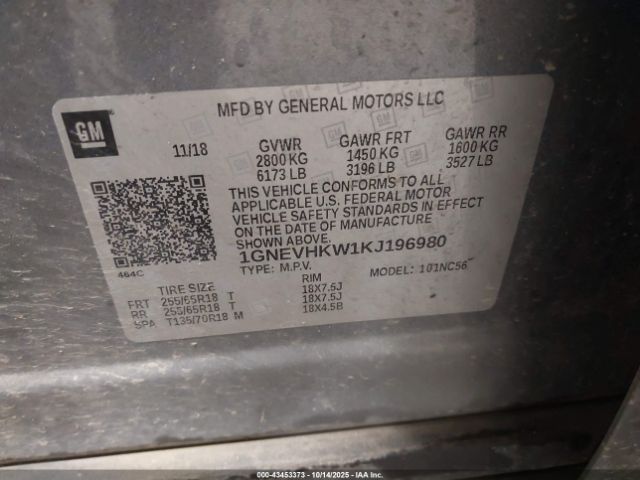 GM
MFD BY GENERAL MOTORS LLC
11/18 GVWR GAWR FRT GAWR RR
2800 KG 1450 KG 1600 KG
6173 LB 3196 LB 3527 LB
THIS VEHICLE CONFORMS TO ALL
APPLICABLE U.S. FEDERAL MOTOR
VEHICLE SAFETY STANDARDS IN EFFECT
ON THE DATE OF MANUFACTURE
SHOWN ABOVE.
1GNEVHKW1KJ196980
464C
TYPE: M.P.V. MODEL: 101NC56
TIRE SIZE RIM
FRT 255/65R18 T 18X7.5J
RR 255/65R18 T 18X7.5J
SPA T135/70R18 M 18X4.5B
000-43453373 - 10/14/2025 - IAAI.com